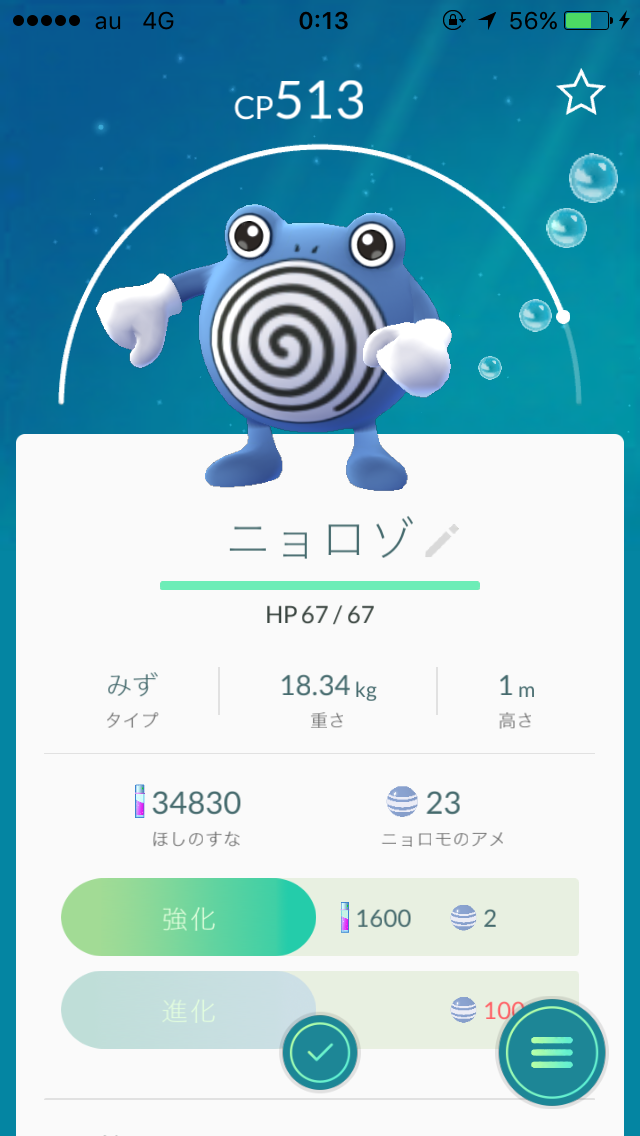 au 4G 0:13 56%
CP513
ニョロゾ
HP 67 / 67
みず 18.34 kg 1 m
タイプ 重さ 高さ
34830 23
ほしのすな ニョロモのアメ
強化 1600 2
進化 100